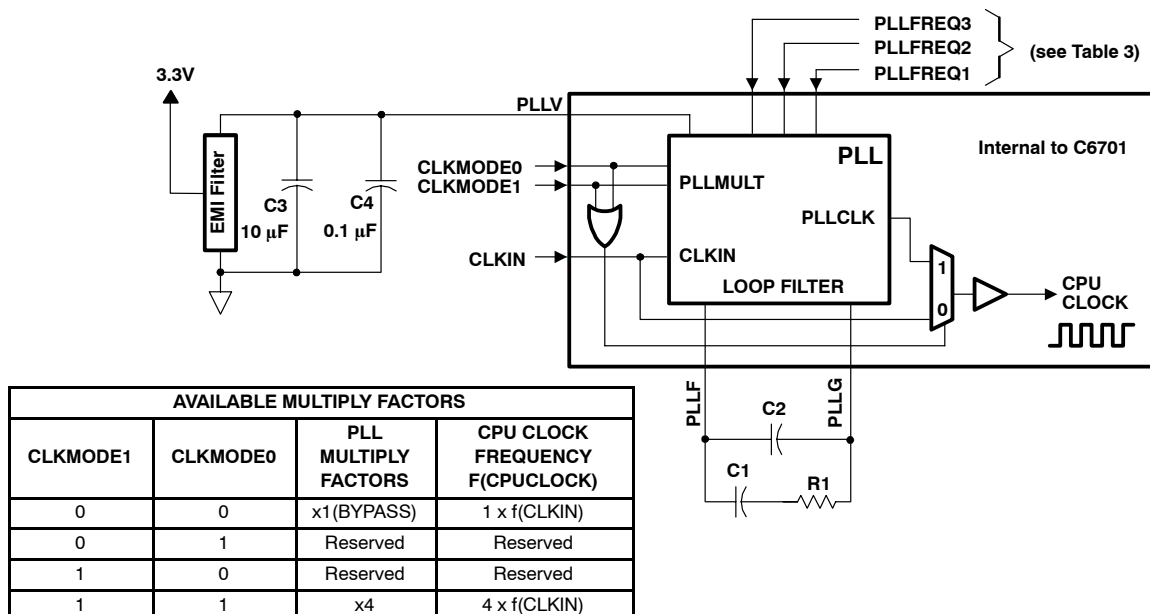 PLLFREQ3
PLLFREQ2
PLLFREQ1
(see Table 3)
3.3V
PLLV
EMI Filter
C3
10 μF
C4
0.1 μF
CLKMODE0
CLKMODE1
CLKIN
PLL
PLLMULT
PLLCLK
CLKIN
LOOP FILTER
Internal to C6701
1
0
CPU
CLOCK
PLLF
PLLG
C2
C1
R1
AVAILABLE MULTIPLY FACTORS
CLKMODE1 CLKMODE0 PLL MULTIPLY FACTORS CPU CLOCK FREQUENCY F(CPUCLOCK)
0 0 x1(BYPASS) 1 x f(CLKIN)
0 1 Reserved Reserved
1 0 Reserved Reserved
1 1 x4 4 x f(CLKIN)